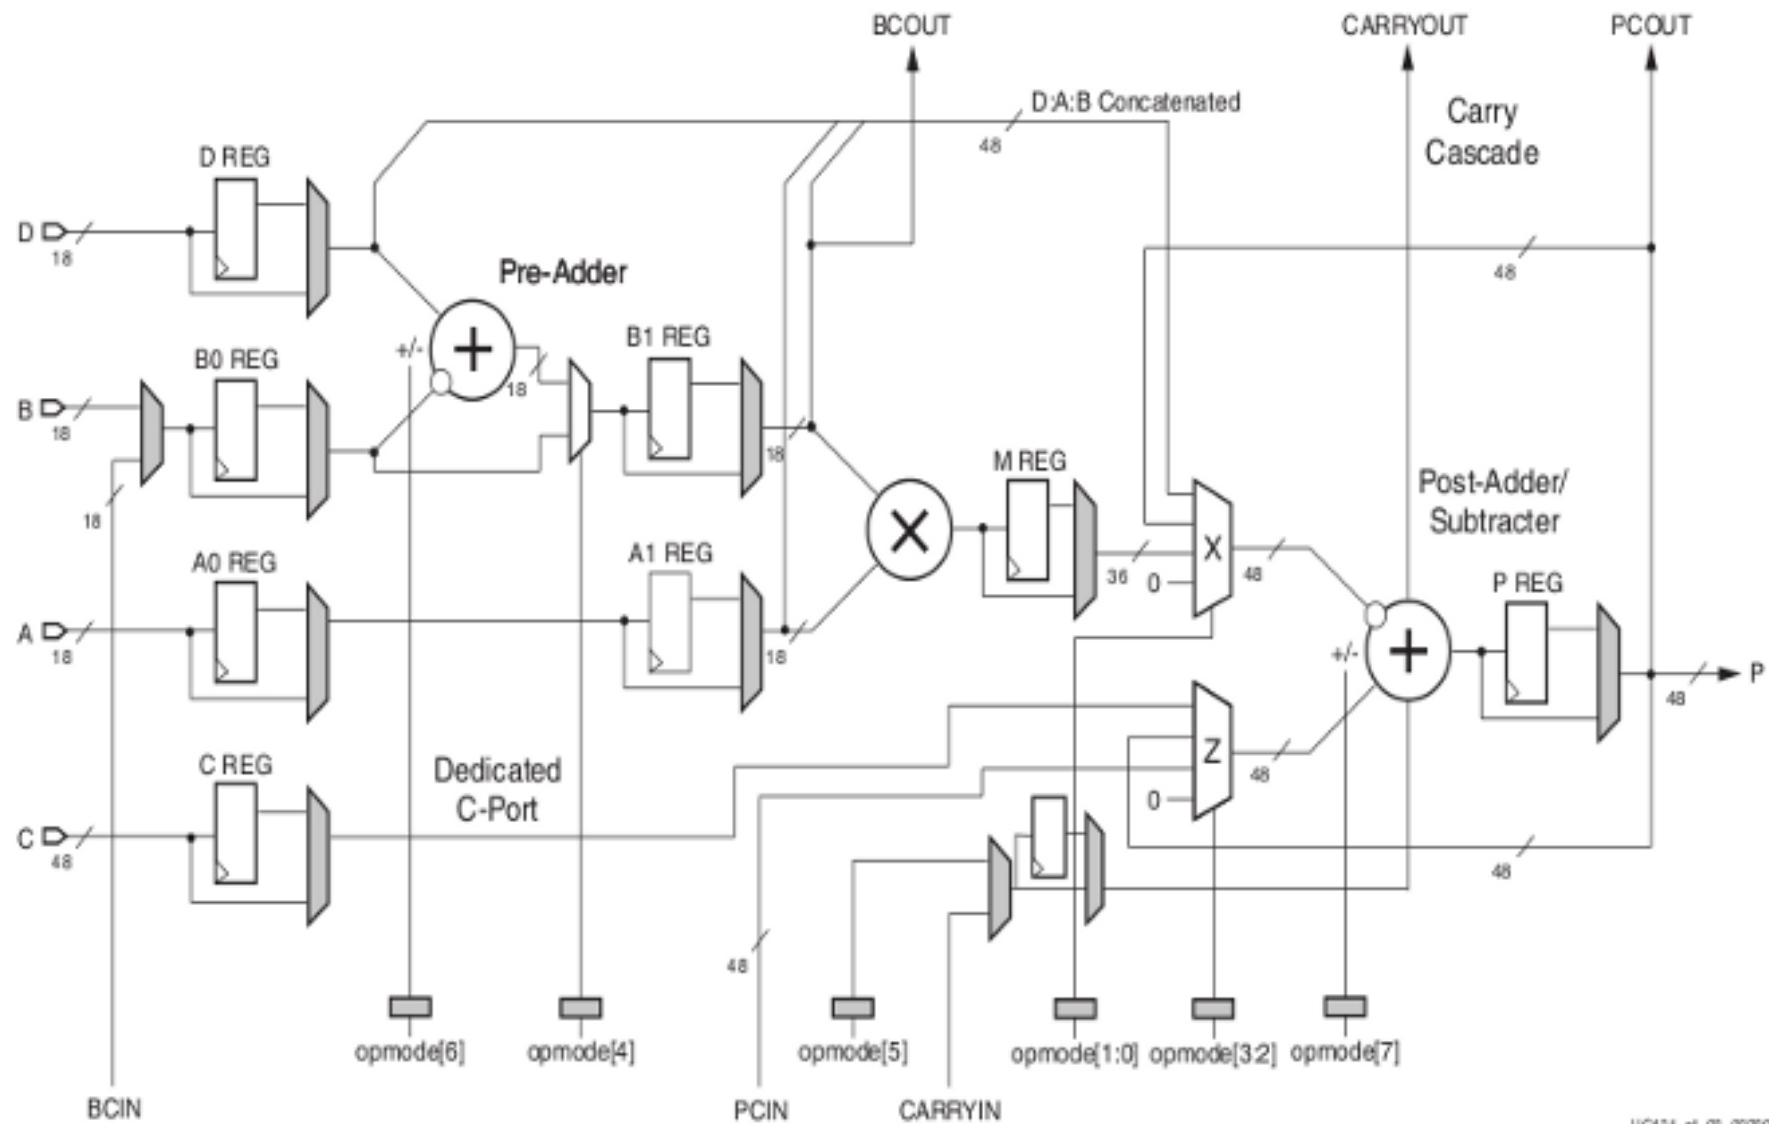 BCOUT
CARRYOUT
PCOUT
D:A:B Concatenated
48
Carry
Cascade
D REG
D
18
48
Pre-Adder
+/-
+
18
B0 REG
B1 REG
B
18
18
18
M REG
Post-Adder/
Subtracter
A0 REG
A1 REG
×
36
0
X
48
P REG
A
18
18
+/-
+
P
48
C REG
Dedicated
C-Port
Z
48
0
C
48
48
48
opmode[6]
opmode[4]
opmode[5]
opmode[1:0]
opmode[3:2]
opmode[7]
BCIN
PCIN
CARRYIN